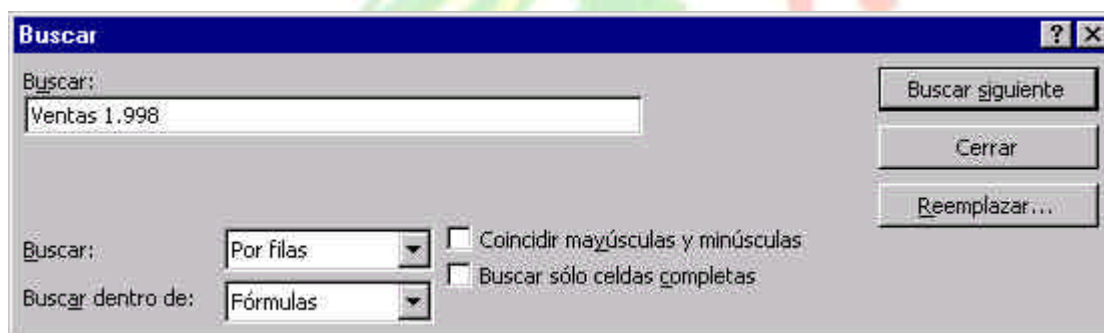 Buscar
Buscar:
Ventas 1.998
Buscar siguiente
Cerrar
Reemplazar...
Buscar:
Por filas
Coincidir mayúsculas y minúsculas
Buscar dentro de:
Fórmulas
Buscar sólo celdas completas